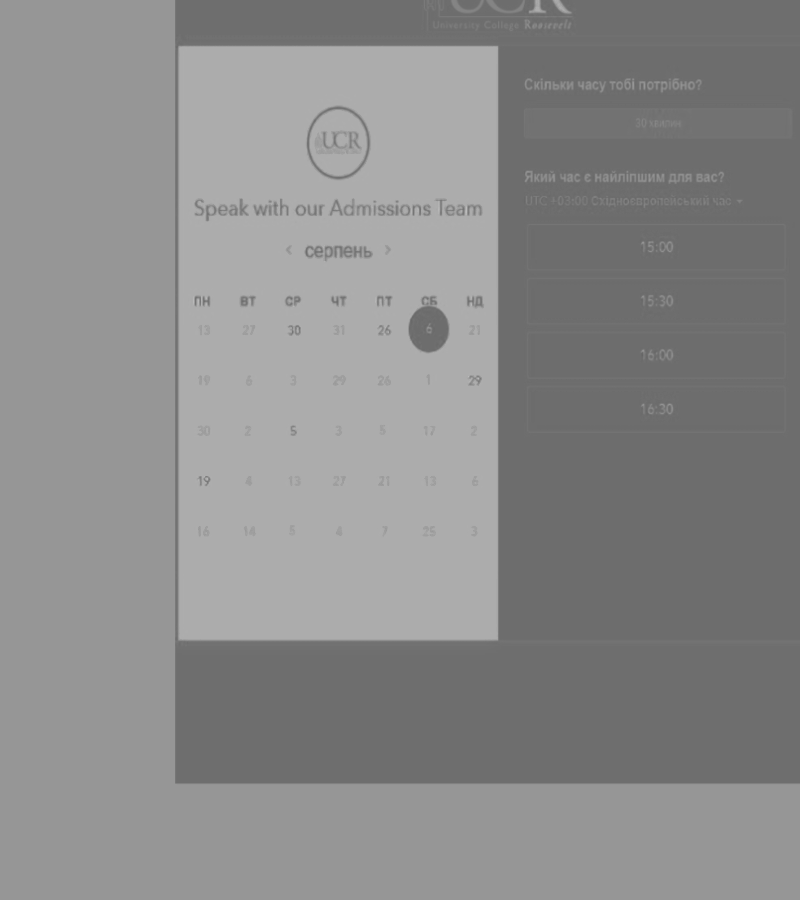 UCR
University College Roosevelt
UCR
Speak with our Admissions Team
‹ серпень ›
ПН ВТ СР ЧТ ПТ СБ НД
13 27 30 31 26 6 21
19 6 3 29 26 1 29
30 2 5 3 5 17 2
19 4 13 27 21 13 6
16 14 5 4 7 25 3
Скільки часу тобі потрібно?
30 хвилин
Який час є найліпшим для вас?
UTC +03:00 Східноєвропейський час
15:00
15:30
16:00
16:30